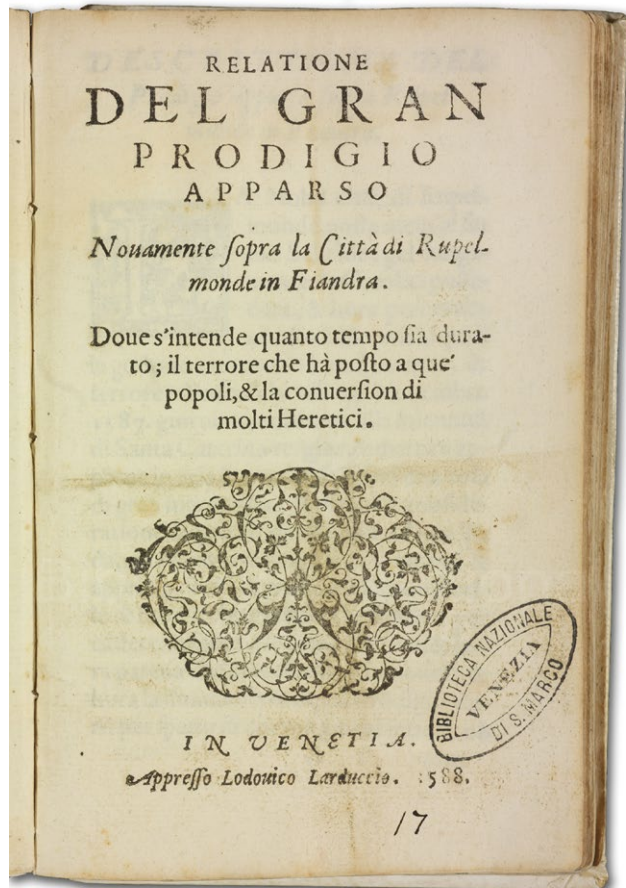 RELATIONE
DEL GRAN
PRODIGIO
APPARSO
Nouamente ſopra la Città di Rupel-
monde in Fiandra.
Doue s'intende quanto tempo ſia dura-
to; il terrore che hà poſto a que'
popoli, & la conuerſion di
molti Heretici.
IN VENETIA.
Appreſſo Lodouico Larduccio. 1588.
BIBLIOTECA NAZIONALE
VENEZIA
DI S. MARCO
17